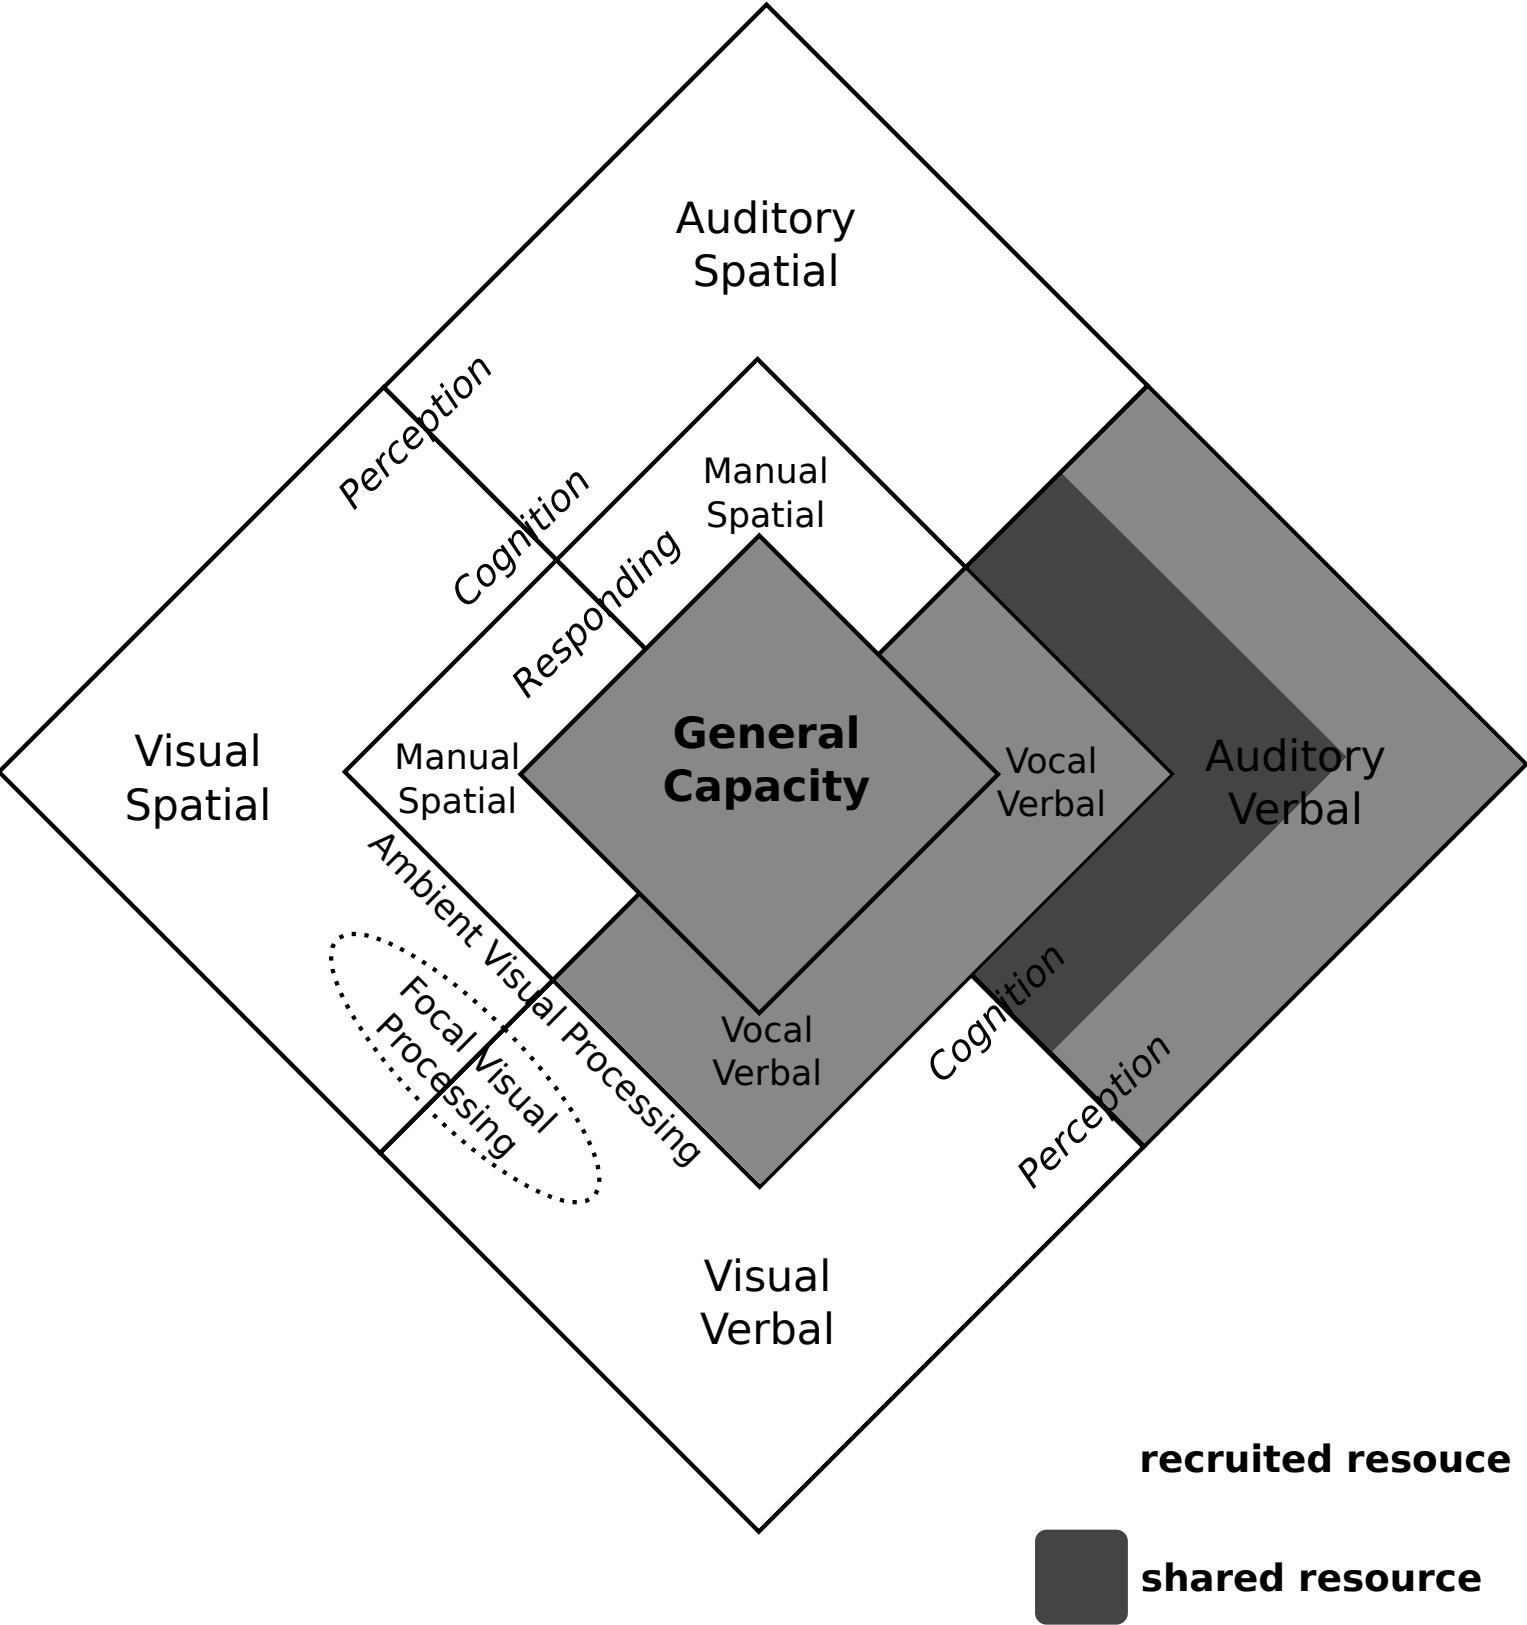 Auditory
Spatial
Perception
Cognition
Responding
Manual
Spatial
General
Capacity
Visual
Spatial
Manual
Spatial
Vocal
Verbal
Auditory
Verbal
Ambient Visual Processing
Focal Visual
Processing
Vocal
Verbal
Cognition
Perception
Visual
Verbal
recruited resouce
shared resource